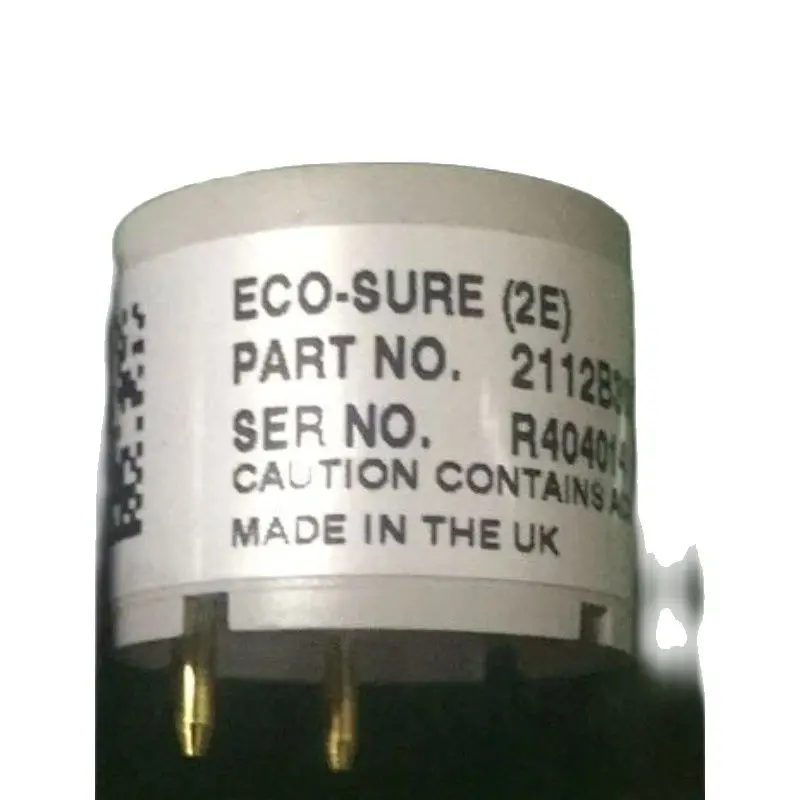 ECO-SURE (2E)
PART NO.
SER NO.
CAUTION CONTAINS
MADE IN THE UK